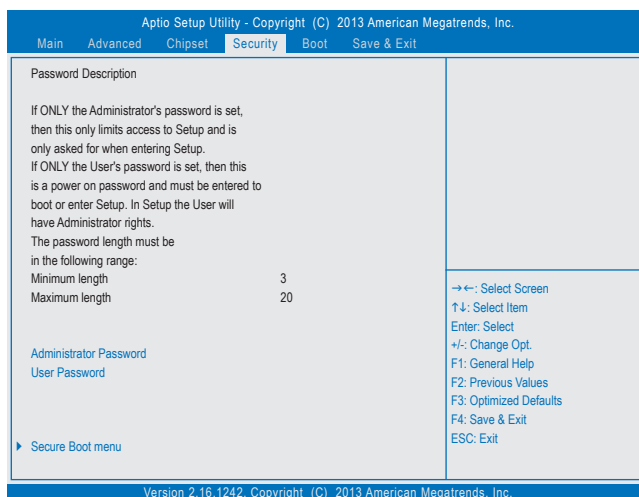 Aptio Setup Utility - Copyright (C) 2013 American Megatrends, Inc.
Main Advanced Chipset Security Boot Save & Exit
Password Description
If ONLY the Administrator's password is set,
then this only limits access to Setup and is
only asked for when entering Setup.
If ONLY the User's password is set, then this
is a power on password and must be entered to
boot or enter Setup. In Setup the User will
have Administrator rights.
The password length must be
in the following range:
Minimum length 3
Maximum length 20
Administrator Password
User Password
Secure Boot menu
→←: Select Screen
↑↓: Select Item
Enter: Select
+/-: Change Opt.
F1: General Help
F2: Previous Values
F3: Optimized Defaults
F4: Save & Exit
ESC: Exit
Version 2.16.1242. Copyright (C) 2013 American Megatrends, Inc.